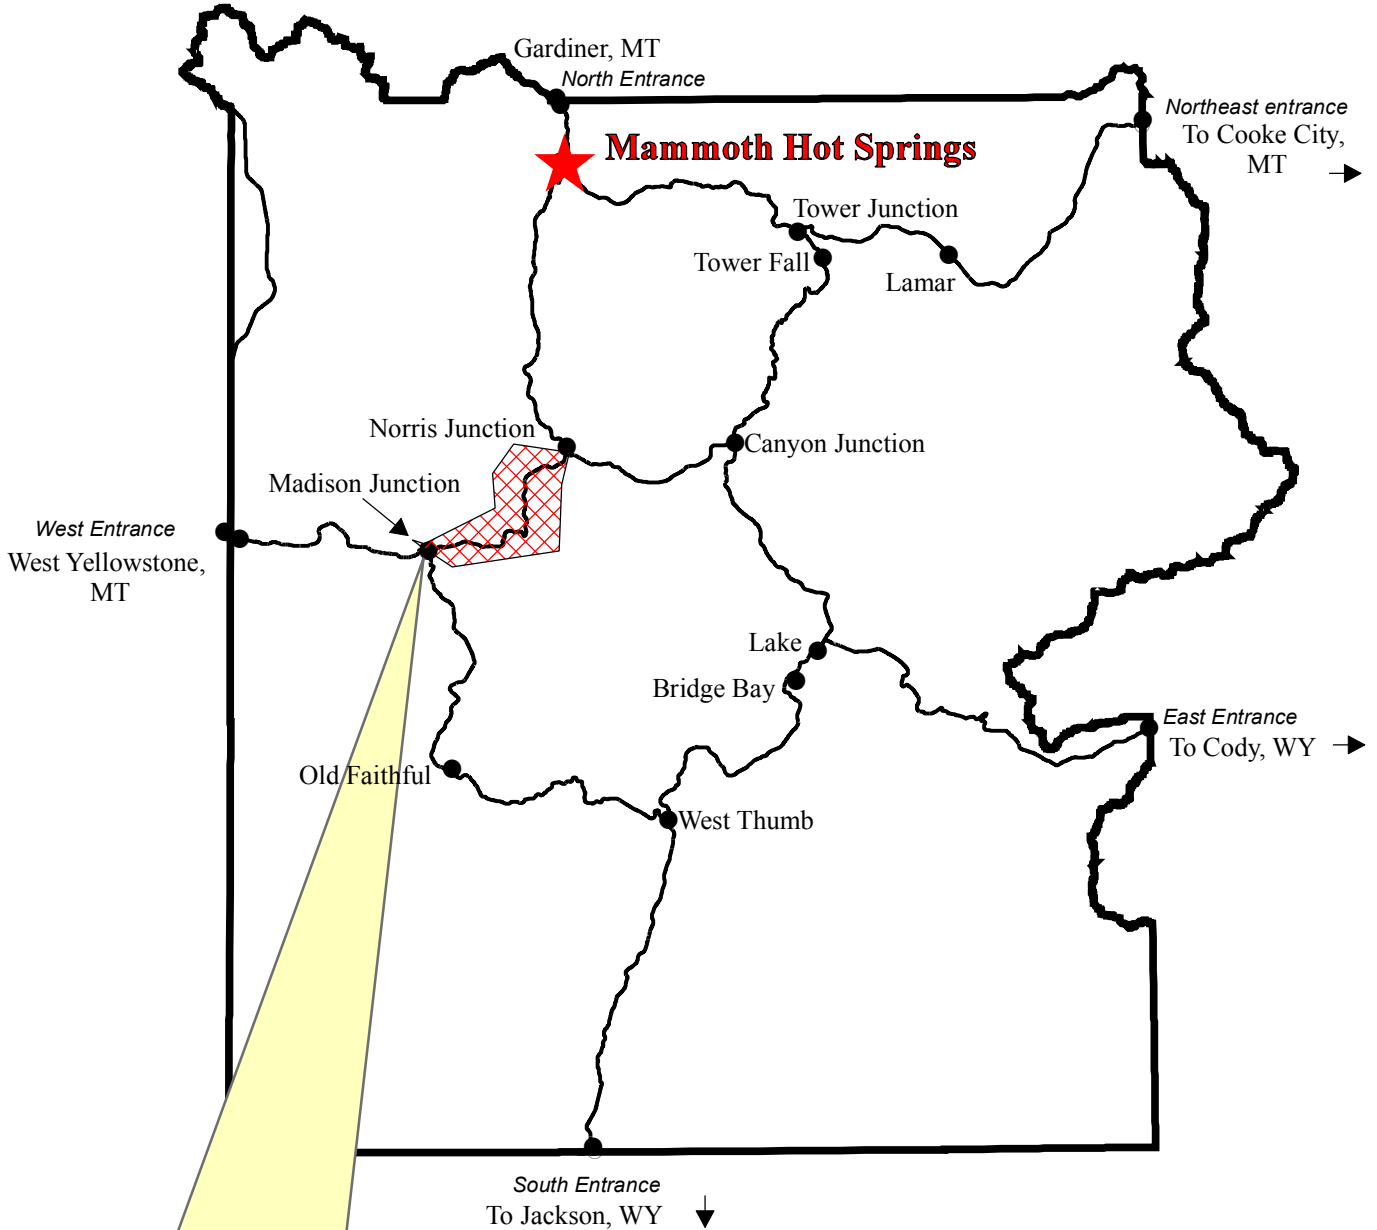 Gardiner, MT
North Entrance
Northeast entrance
To Cooke City,
MT
Mammoth Hot Springs
Tower Junction
Tower Fall
Lamar
Norris Junction
Canyon Junction
Madison Junction
West Entrance
West Yellowstone,
MT
Lake
Bridge Bay
East Entrance
To Cody, WY
Old Faithful
West Thumb
South Entrance
To Jackson, WY